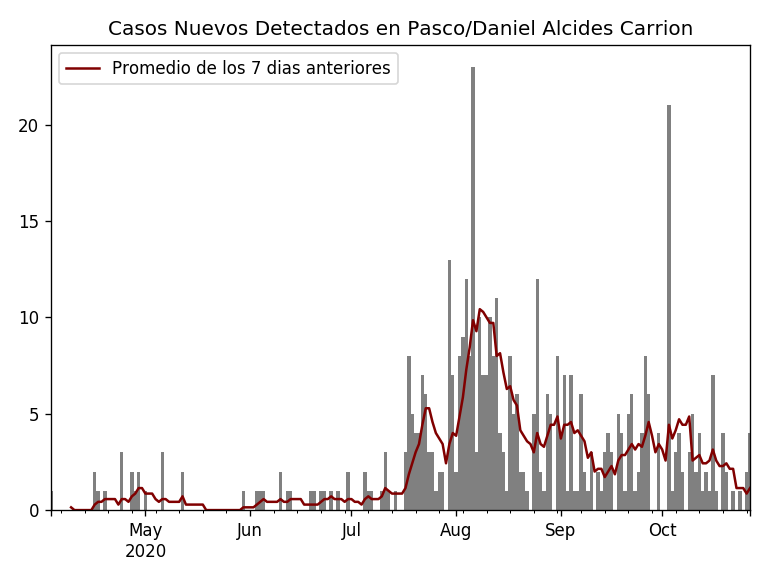 Casos Nuevos Detectados en Pasco/Daniel Alcides Carrion
Promedio de los 7 dias anteriores
20
15
10
5
0
May Jun Jul Aug Sep Oct
2020